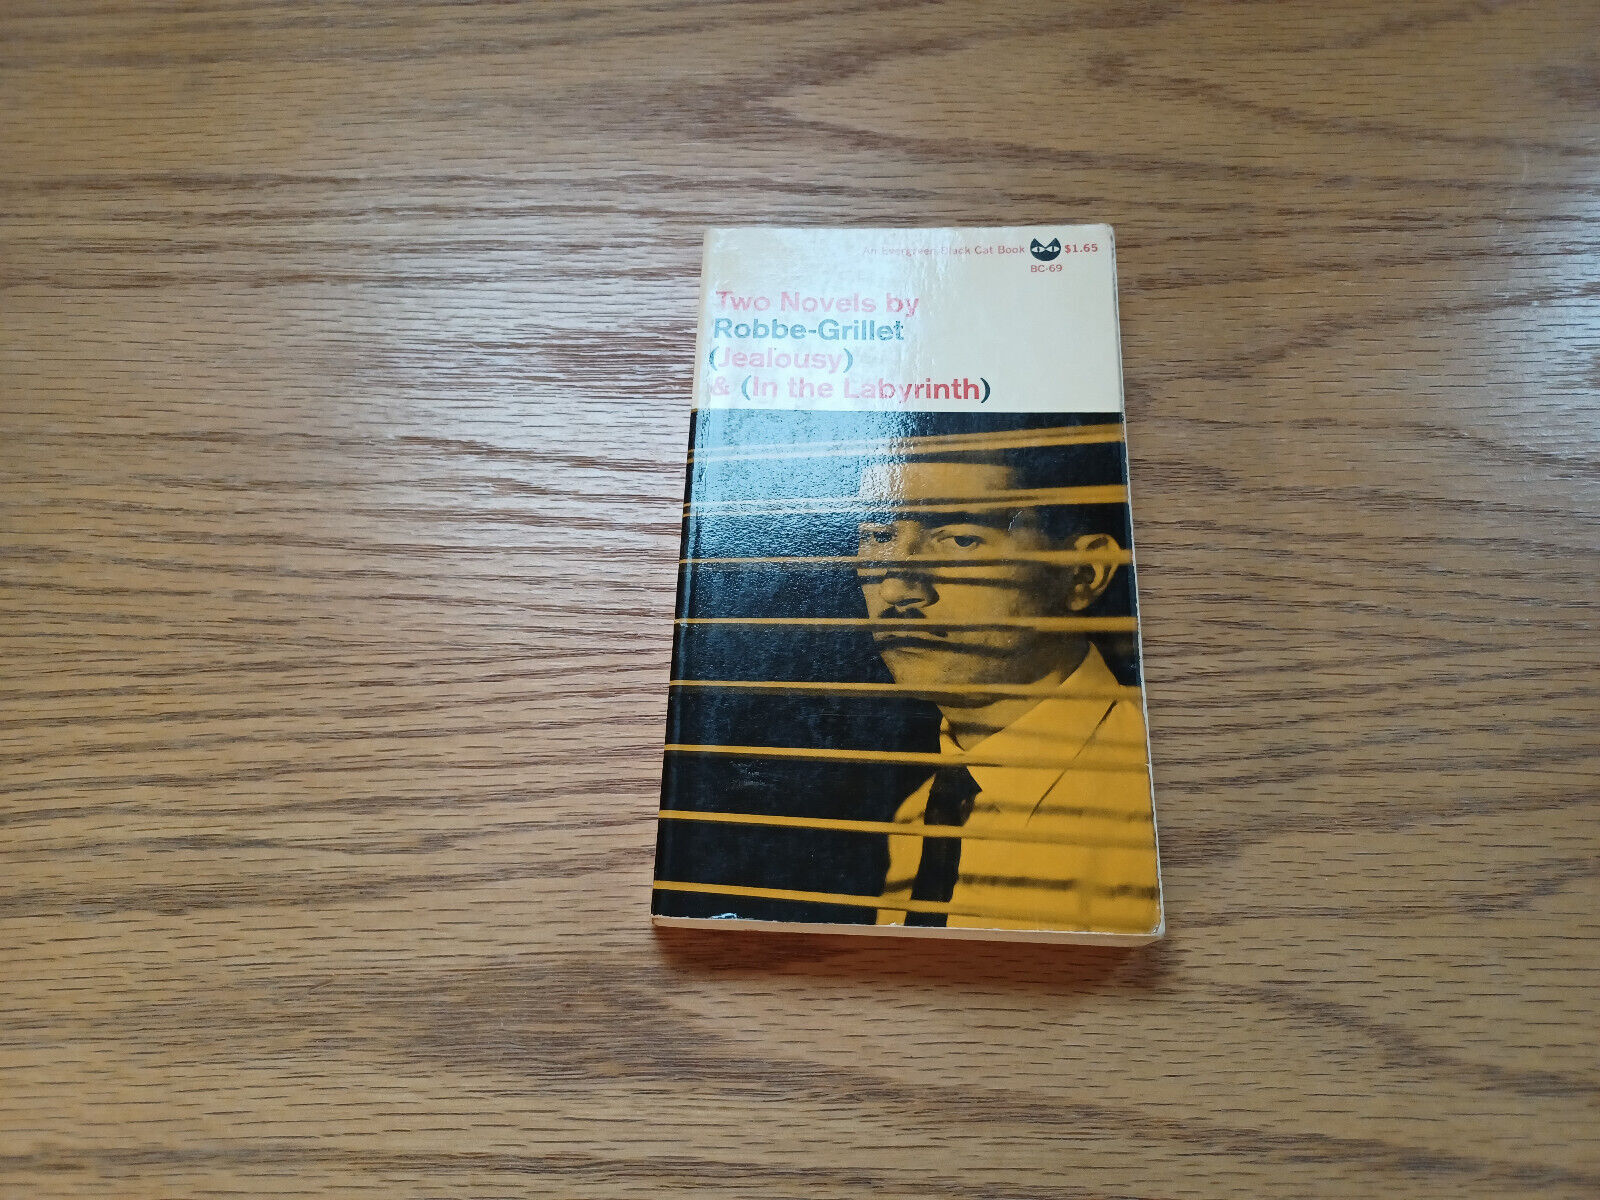 An Evergreen Black Cat Book $1.65
BC-69
Two Novels by
Robbe-Grillet
(Jealousy)
& (In the Labyrinth)